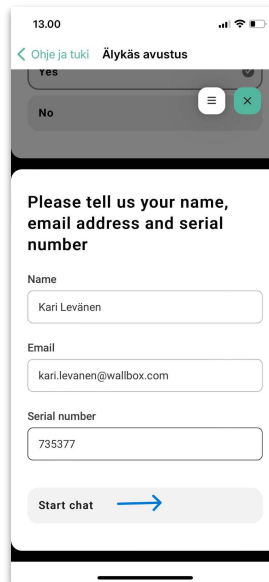 13.00
Ohje ja tuki Älykäs avustus
Yes
No
Please tell us your name,
email address and serial
number
Name
Kari Levänen
Email
kari.levanen@wallbox.com
Serial number
735377
Start chat